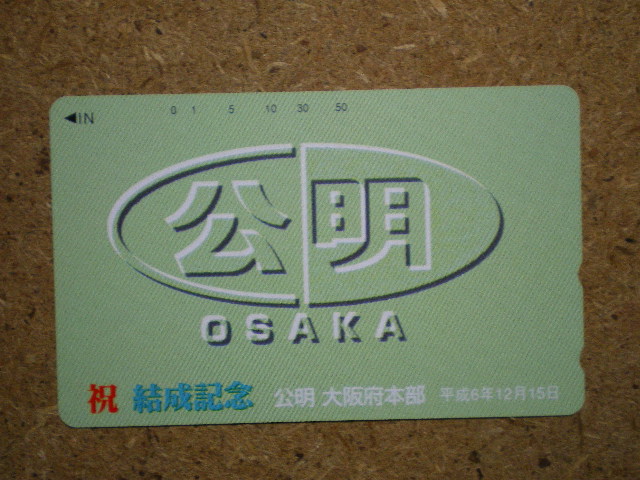 ◀IN 0 1 5 10 30 50
公明
OSAKA
祝 結成記念 公明 大阪府本部 平成6年12月15日